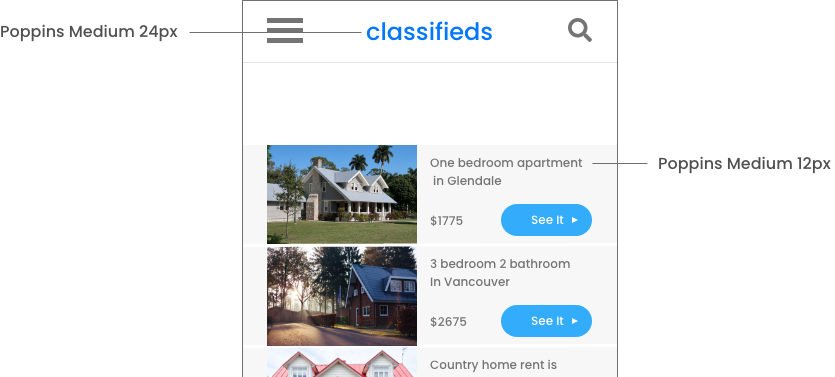 Poppins Medium 24px
classifieds
One bedroom apartment
in Glendale
Poppins Medium 12px
$1775
See It
3 bedroom 2 bathroom
In Vancouver
$2675
See It
Country home rent is